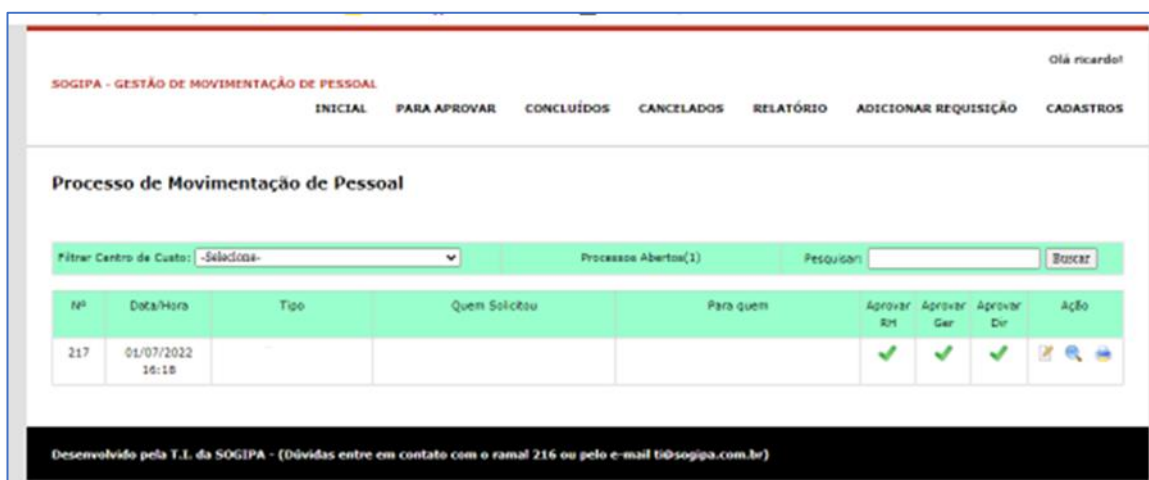 Olá ricardo!
SOGIPA - GESTÃO DE MOVIMENTAÇÃO DE PESSOAL
INICIAL PARA APROVAR CONCLUÍDOS CANCELADOS RELATÓRIO ADICIONAR REQUISIÇÃO CADASTROS
Processo de Movimentação de Pessoal
Filtrar Centro de Custo: -Selecione- Processos Abertos(1) Pesquisar: Buscar
Nº Data/Hora Tipo Quem Solicitou Para quem Aprovar Aprovar Aprovar Ação
RH Ger Dir
217 01/07/2022
16:18
Desenvolvido pela T.I. da SOGIPA - (Dúvidas entre em contato com o ramal 216 ou pelo e-mail ti@sogipa.com.br)